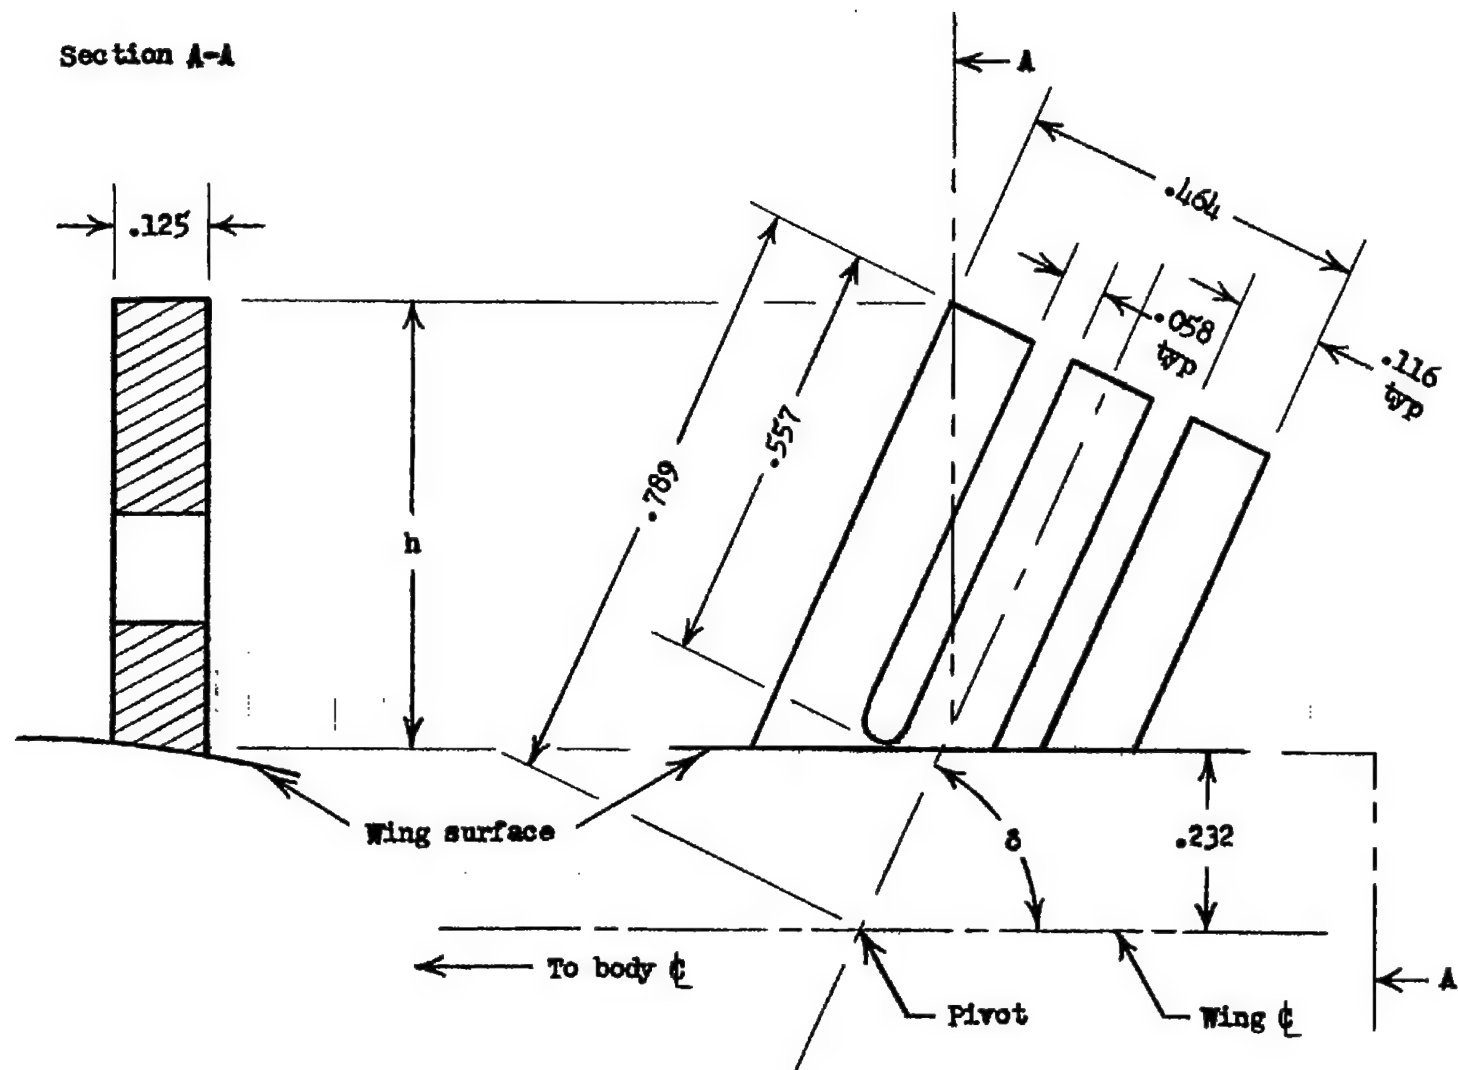 Section A-A
A
.464
.125
.058
typ
.116
typ
.557
.789
h
Wing surface
δ
.232
To body ℄
A
Pivot
Wing ℄